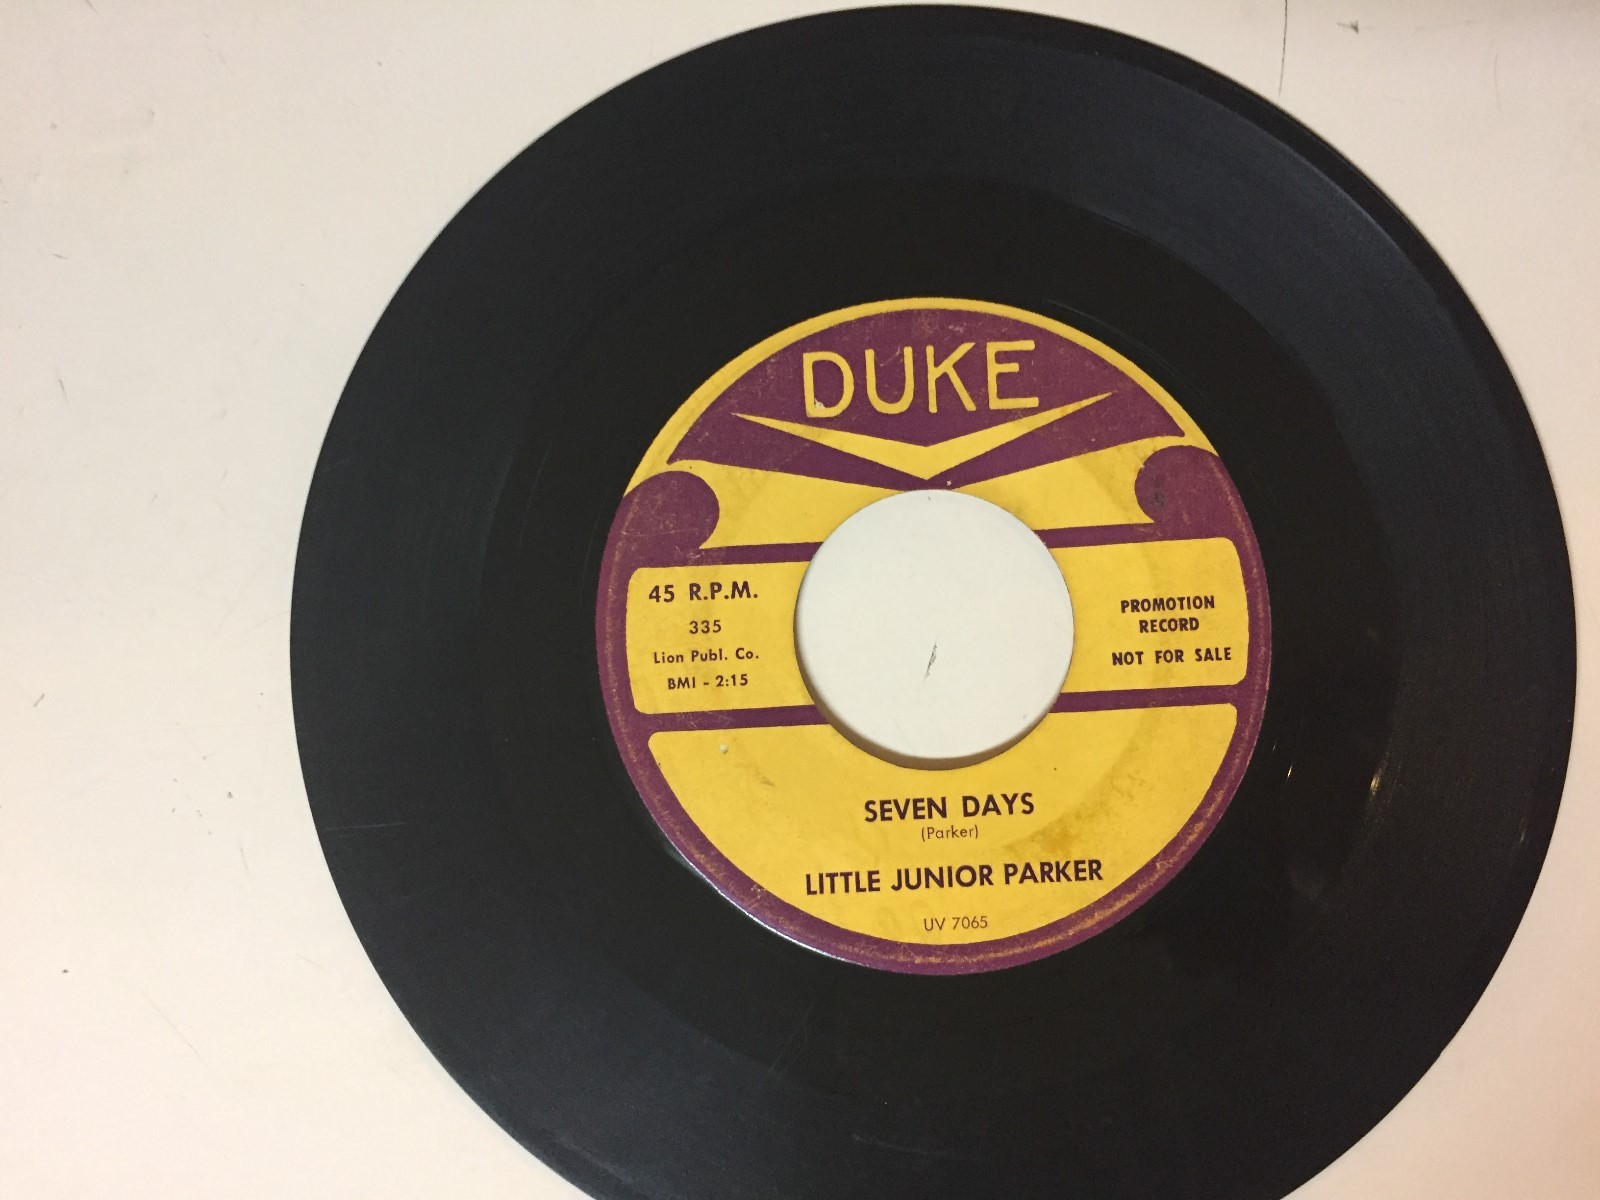 DUKE
45 R.P.M.
335
Lion Publ. Co.
BMI - 2:15
PROMOTION
RECORD
NOT FOR SALE
SEVEN DAYS
(Parker)
LITTLE JUNIOR PARKER
UV 7065